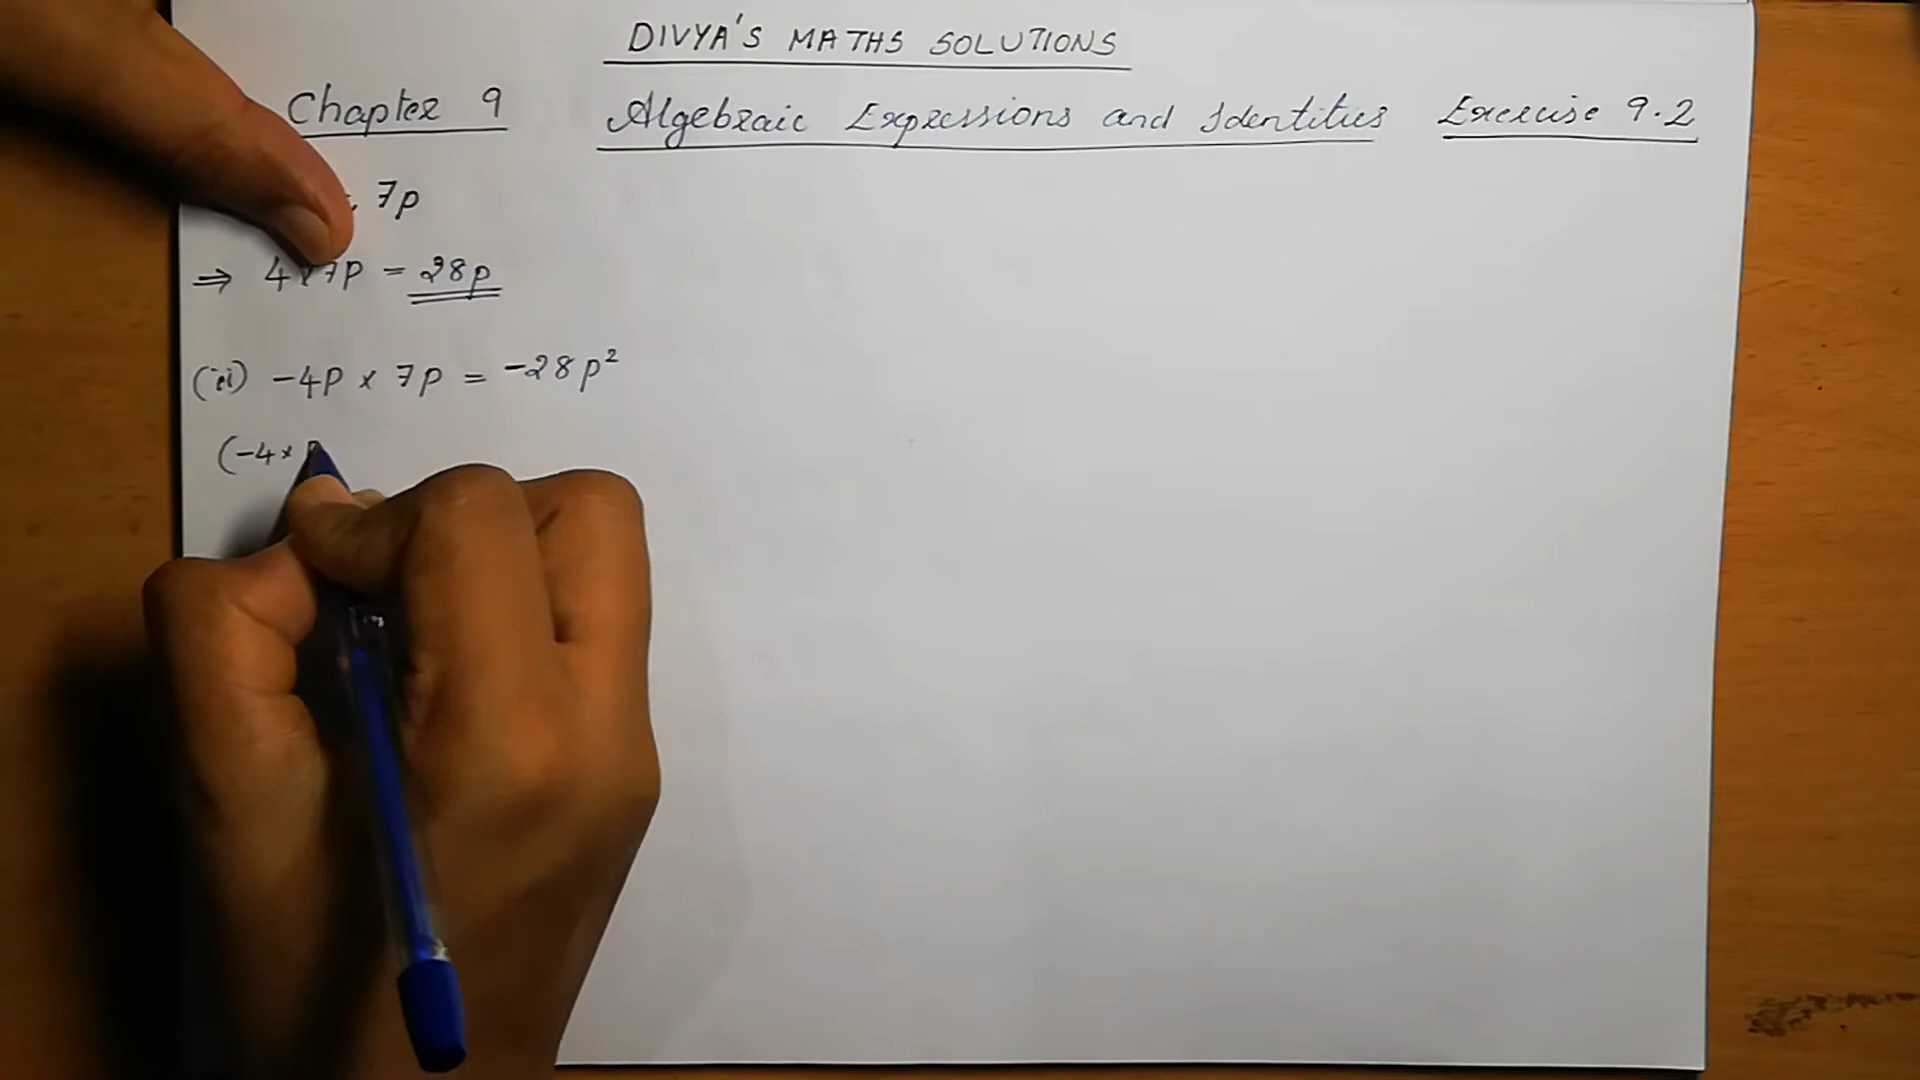 DIVYA'S MATHS SOLUTIONS
Chapter 9 Algebraic Expressions and Identities Exercise 9.2
, 7p
⇒ 4×7p = 28p
(ii) -4p × 7p = -28p²
(-4× p